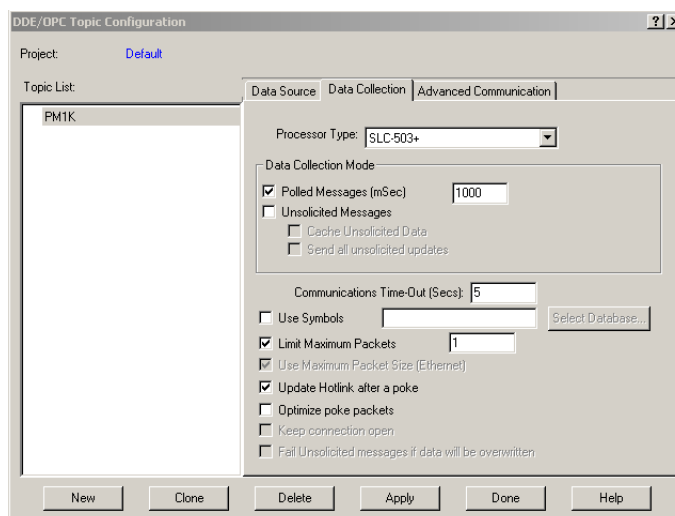 DDE/OPC Topic Configuration
Project: Default
Topic List:
PM1K
Data Source Data Collection Advanced Communication
Processor Type: SLC-503+
Data Collection Mode
Polled Messages (mSec) 1000
Unsolicited Messages
Cache Unsolicited Data
Send all unsolicited updates
Communications Time-Out (Secs): 5
Use Symbols Select Database...
Limit Maximum Packets 1
Use Maximum Packet Size (Ethernet)
Update Hotlink after a poke
Optimize poke packets
Keep connection open
Fail Unsolicited messages if data will be overwritten
New Clone Delete Apply Done Help